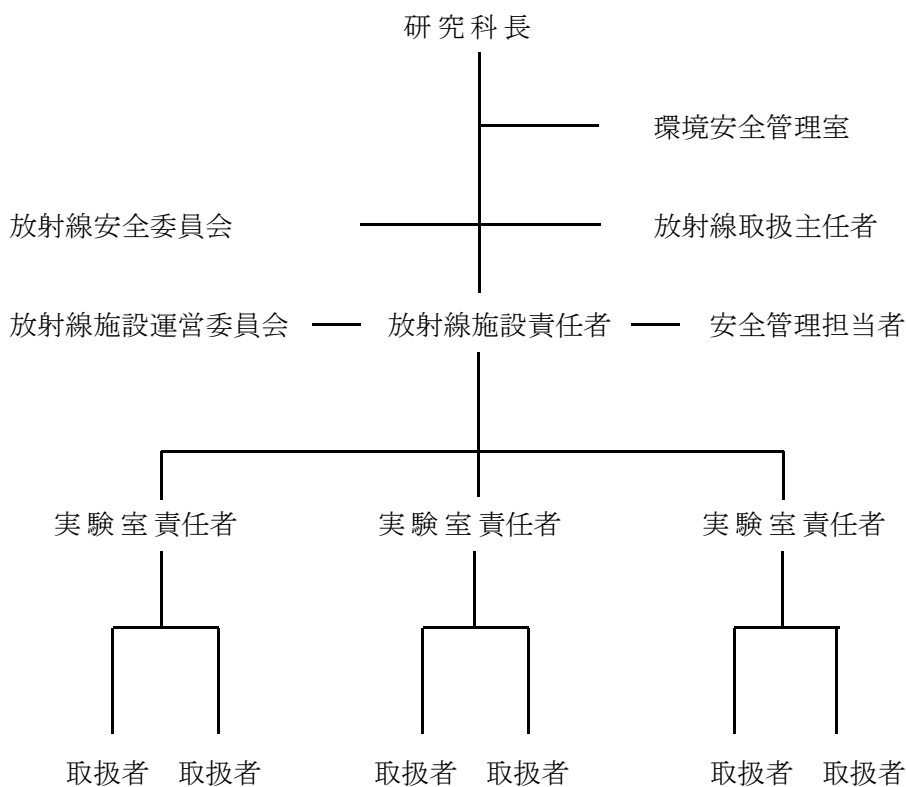 研究科長
環境安全管理室
放射線安全委員会 放射線取扱主任者
放射線施設運営委員会 放射線施設責任者 安全管理担当者
実験室責任者 実験室責任者 実験室責任者
取扱者 取扱者 取扱者 取扱者 取扱者 取扱者